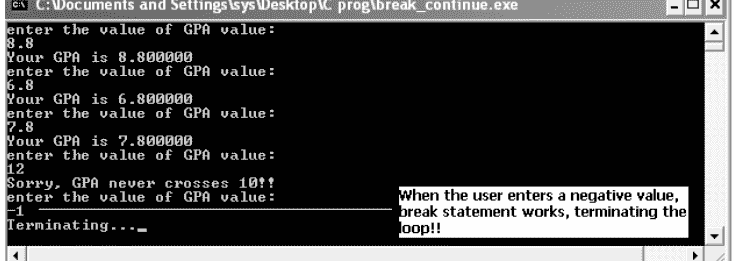 C:\Documents and Settings\sys\Desktop\C prog\break_continue.exe
enter the value of GPA value:
8.8
Your GPA is 8.800000
enter the value of GPA value:
6.8
Your GPA is 6.800000
enter the value of GPA value:
7.8
Your GPA is 7.800000
enter the value of GPA value:
12
Sorry, GPA never crosses 10!!
enter the value of GPA value:
-1
Terminating..._
When the user enters a negative value,
break statement works, terminating the
loop!!